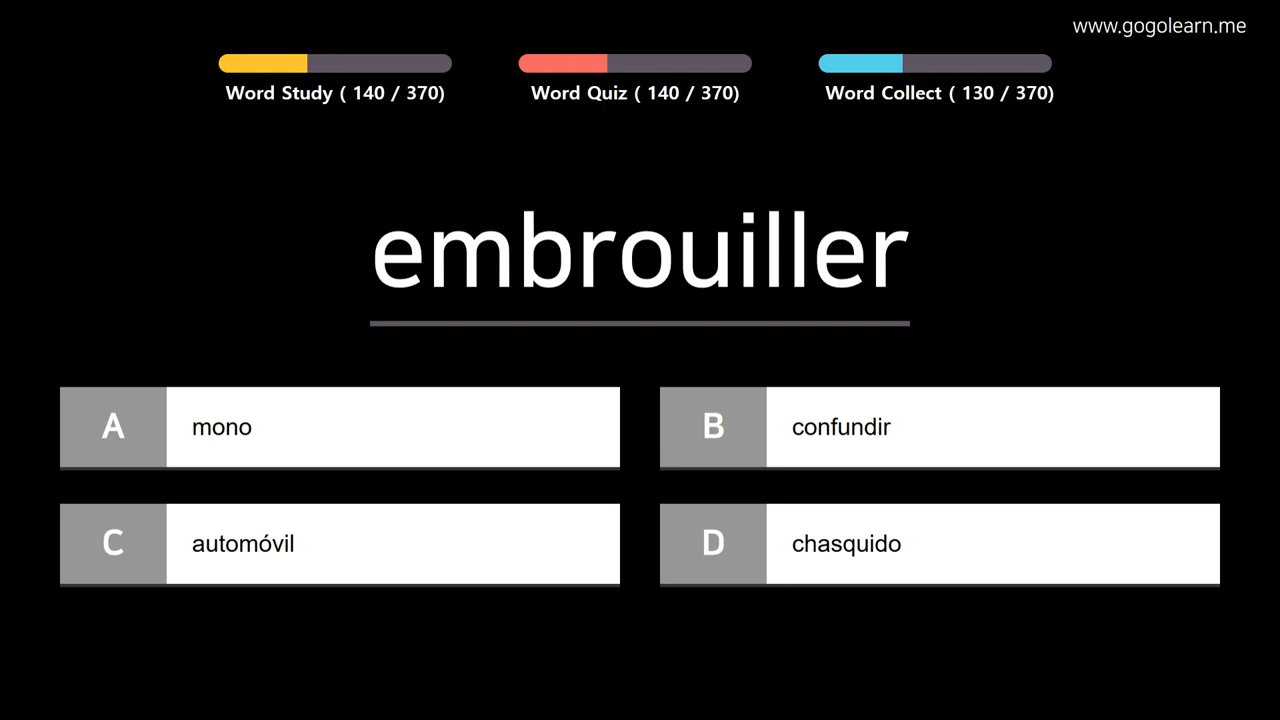 www.gogolearn.me
Word Study ( 140 / 370)
Word Quiz ( 140 / 370)
Word Collect ( 130 / 370)
embrouiller
A mono
B confundir
C automóvil
D chasquido